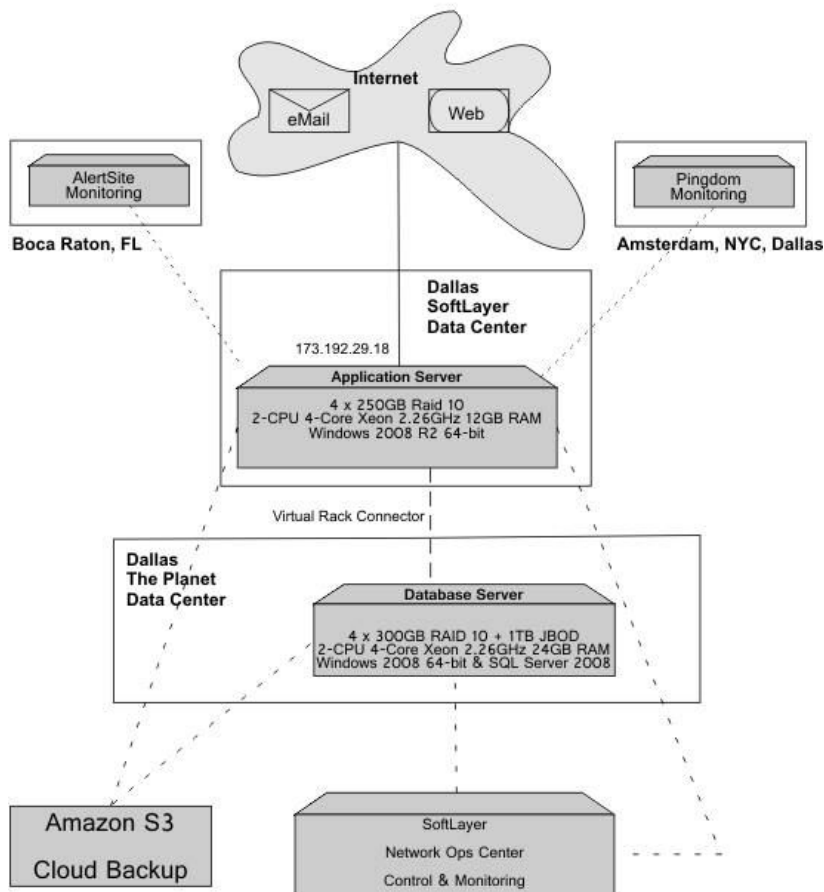 Internet
eMail
Web
AlertSite
Monitoring
Boca Raton, FL
Pingdom
Monitoring
Amsterdam, NYC, Dallas
Dallas
SoftLayer
Data Center
173.192.29.18
Application Server
4 x 250GB Raid 10
2-CPU 4-Core Xeon 2.26GHz 12GB RAM
Windows 2008 R2 64-bit
Virtual Rack Connector
Dallas
The Planet
Data Center
Database Server
4 x 300GB RAID 10 + 1TB JBOD
2-CPU 4-Core Xeon 2.26GHz 24GB RAM
Windows 2008 64-bit & SQL Server 2008
Amazon S3
Cloud Backup
SoftLayer
Network Ops Center
Control & Monitoring